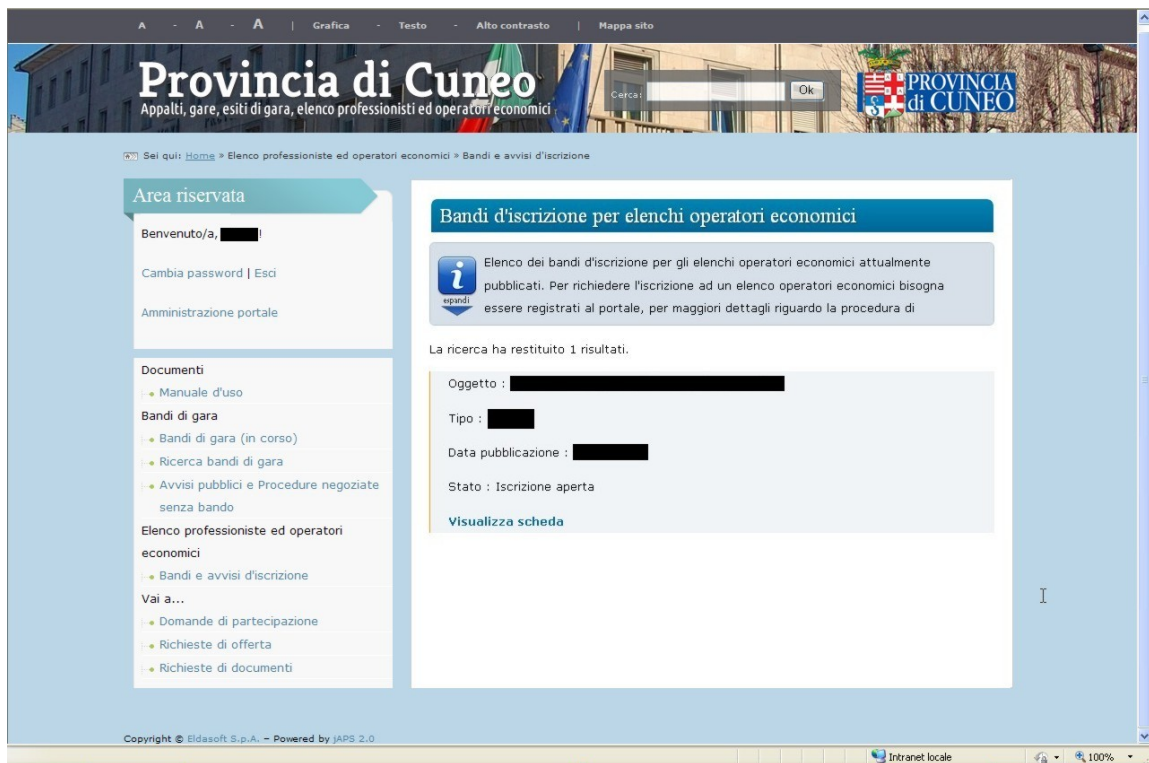 A - A - A | Grafica - Testo - Alto contrasto | Mappa sito
Provincia di Cuneo
Appalti, gare, esiti di gara, elenco professionisti ed operatori economici
Cerca: Ok
PROVINCIA
di CUNEO
Sei qui: Home » Elenco professioniste ed operatori economici » Bandi e avvisi d'iscrizione
Area riservata
Benvenuto/a, !
Cambia password | Esci
Amministrazione portale
Documenti
Manuale d'uso
Bandi di gara
Bandi di gara (in corso)
Ricerca bandi di gara
Avvisi pubblici e Procedure negoziate
senza bando
Elenco professioniste ed operatori
economici
Bandi e avvisi d'iscrizione
Vai a...
Domande di partecipazione
Richieste di offerta
Richieste di documenti
Bandi d'iscrizione per elenchi operatori economici
i
espandi
Elenco dei bandi d'iscrizione per gli elenchi operatori economici attualmente
pubblicati. Per richiedere l'iscrizione ad un elenco operatori economici bisogna
essere registrati al portale, per maggiori dettagli riguardo la procedura di
La ricerca ha restituito 1 risultati.
Oggetto :
Tipo :
Data pubblicazione :
Stato : Iscrizione aperta
Visualizza scheda
Copyright © Eldasoft S.p.A. – Powered by jAPS 2.0
Intranet locale 100%